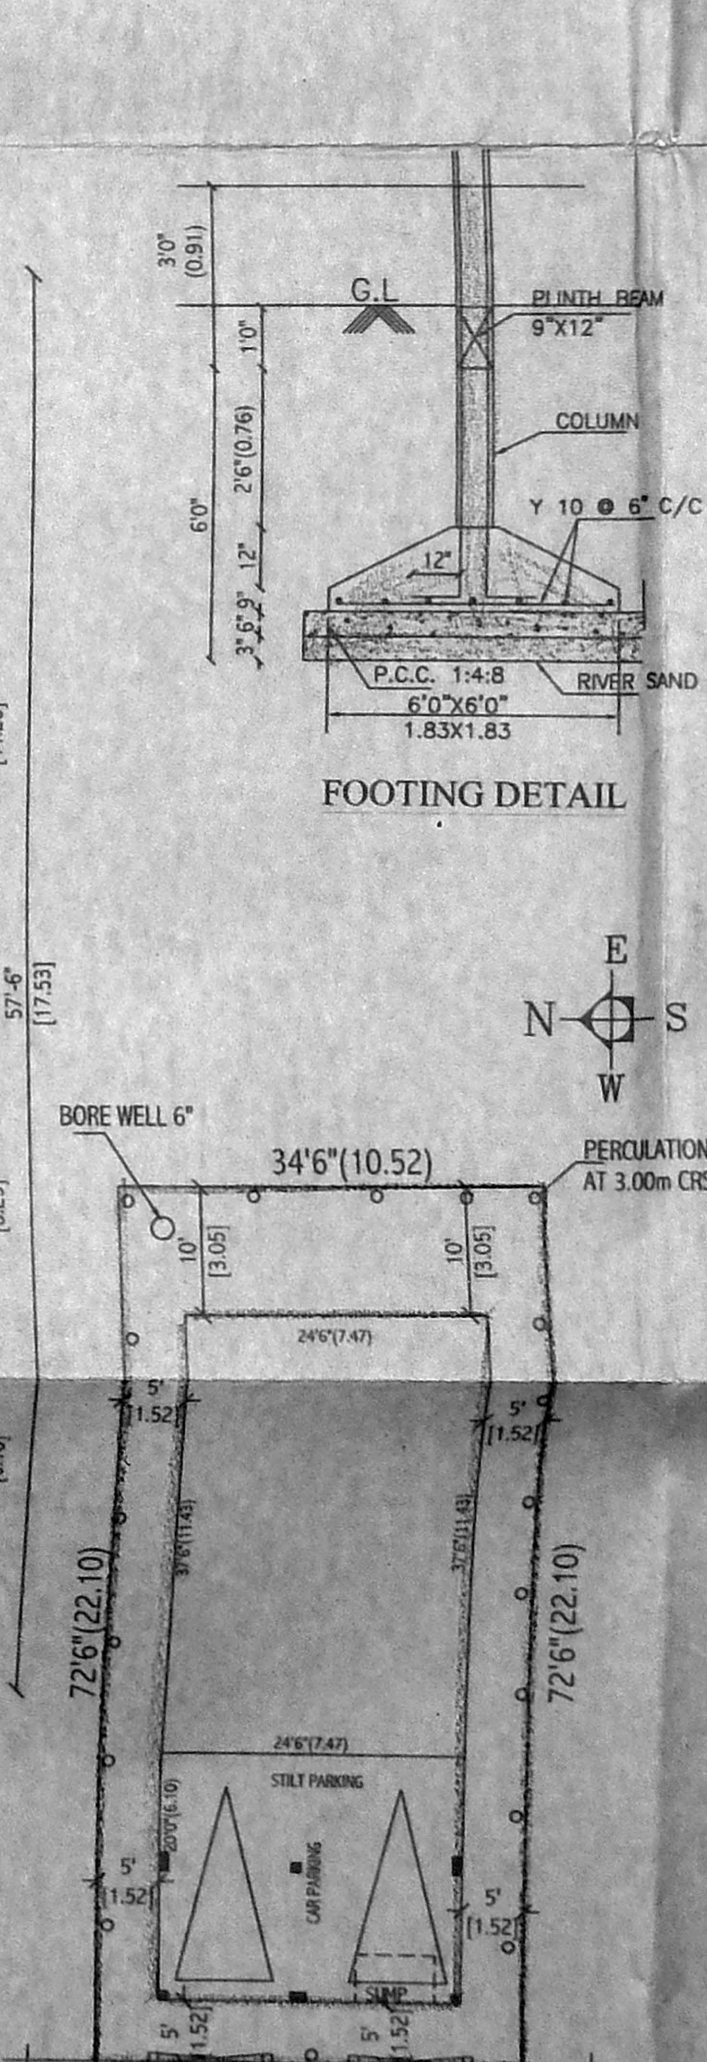 3'0"
(0.91)
G.L
PLINTH BEAM
9"X12"
1'0"
COLUMN
2'6"(0.76)
6'0"
Y 10 @ 6" C/C
12"
12"
9"
6"
3"
P.C.C. 1:4:8
RIVER SAND
6'0"X6'0"
1.83X1.83
FOOTING DETAIL
57'-6"
[17.53]
E
N
S
W
BORE WELL 6"
34'6"(10.52)
PERCULATION
AT 3.00m CRS
10'
[3.05]
10'
[3.05]
24'6"(7.47)
5'
[1.52]
5'
[1.52]
37'6"(11.43)
37'6"(11.43)
72'6"(22.10)
72'6"(22.10)
24'6"(7.47)
STILT PARKING
20'0"(6.10)
CAR PARKING
5'
[1.52]
5'
[1.52]
SUMP
5'
[1.52]
5'
[1.52]